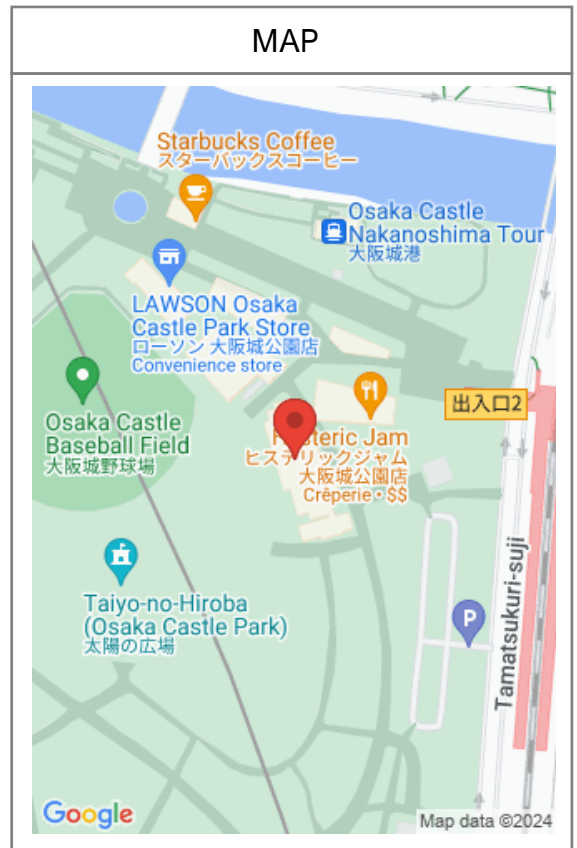 MAP
Starbucks Coffee
スターバックスコーヒー
Osaka Castle
Nakanoshima Tour
大阪城港
LAWSON Osaka
Castle Park Store
ローソン 大阪城公園店
Convenience store
出入口2
Osaka Castle
Baseball Field
大阪城野球場
Jam
ヒステリックジャム
大阪城公園店
Crêperie • $$
Taiyo-no-Hiroba
(Osaka Castle Park)
太陽の広場
P
Tamatsukuri-suji
Google
Map data ©2024